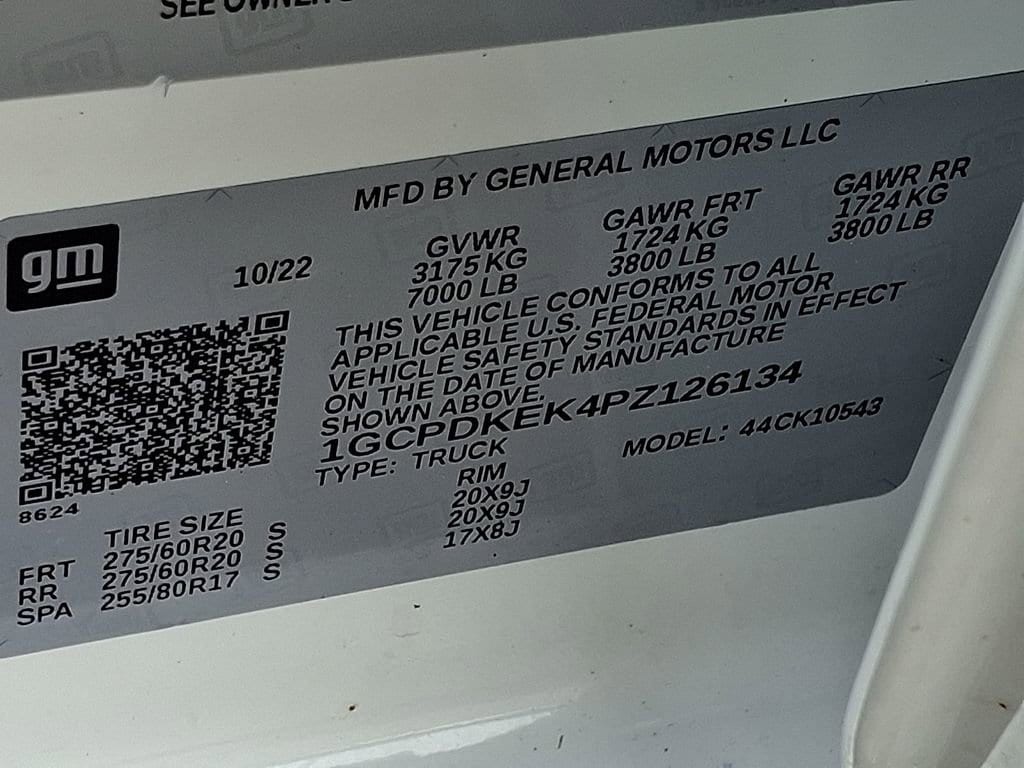 SEE OWNER
MFD BY GENERAL MOTORS LLC
gm
10/22
GVWR
3175 KG
7000 LB
GAWR FRT
1724 KG
3800 LB
GAWR RR
1724 KG
3800 LB
THIS VEHICLE CONFORMS TO ALL
APPLICABLE U.S. FEDERAL MOTOR
VEHICLE SAFETY STANDARDS IN EFFECT
ON THE DATE OF MANUFACTURE
SHOWN ABOVE.
1GCPDKEK4PZ126134
TYPE: TRUCK
MODEL: 44CK10543
8624
TIRE SIZE RIM
FRT 275/60R20 S 20X9J
RR 275/60R20 S 20X9J
SPA 255/80R17 S 17X8J